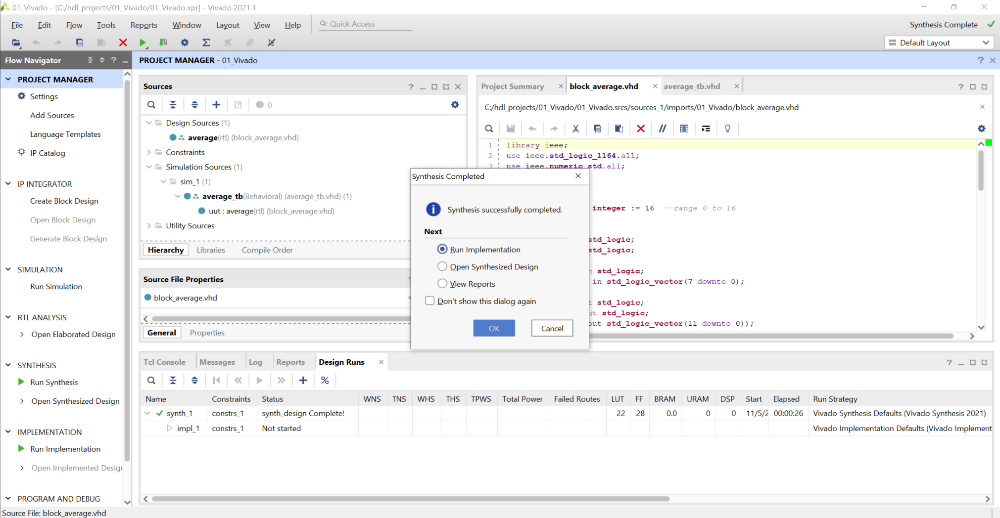 01_Vivado - [C:/hdl_projects/01_Vivado/01_Vivado.xpr] - Vivado 2021.1
File Edit Flow Tools Reports Window Layout View Help Quick Access
Synthesis Complete
Default Layout
Flow Navigator
PROJECT MANAGER
Settings
Add Sources
Language Templates
IP Catalog
IP INTEGRATOR
Create Block Design
Open Block Design
Generate Block Design
SIMULATION
Run Simulation
RTL ANALYSIS
Open Elaborated Design
SYNTHESIS
Run Synthesis
Open Synthesized Design
IMPLEMENTATION
Run Implementation
Open Implemented Desigr
PROGRAM AND DEBUG
PROJECT MANAGER - 01_Vivado
Sources
0
Design Sources (1)
average(rtl) (block_average.vhd)
Constraints
Simulation Sources (1)
sim_1 (1)
average_tb(Behavioral) (average_tb.vhd) (1)
uut : average(rtl) (block_average.vhd)
Utility Sources
Hierarchy Libraries Compile Order
Source File Properties
block_average.vhd
General Properties
Project Summary block_average.vhd average_tb.vhd
C:/hdl_projects/01_Vivado/01_Vivado.srcs/sources_1/imports/01_Vivado/block_average.vhd
1 library ieee;
2 use ieee.std_logic_1164.all;
3 use ieee.numeric_std.all;
integer := 16 --range 0 to 16
std_logic;
std_logic;
n std_logic;
in std_logic_vector(7 downto 0);
t std_logic;
ut std_logic;
out std_logic_vector(11 downto 0));
Synthesis Completed
Synthesis successfully completed.
Next
Run Implementation
Open Synthesized Design
View Reports
Don't show this dialog again
OK Cancel
Tcl Console Messages Log Reports Design Runs
Name Constraints Status WNS TNS WHS THS TPWS Total Power Failed Routes LUT FF BRAM URAM DSP Start Elapsed Run Strategy
synth_1 constrs_1 synth_design Complete! 22 28 0.0 0 0 11/5/2 00:00:26 Vivado Synthesis Defaults (Vivado Synthesis 2021)
impl_1 constrs_1 Not started Vivado Implementation Defaults (Vivado Implement
Source File: block_average.vhd